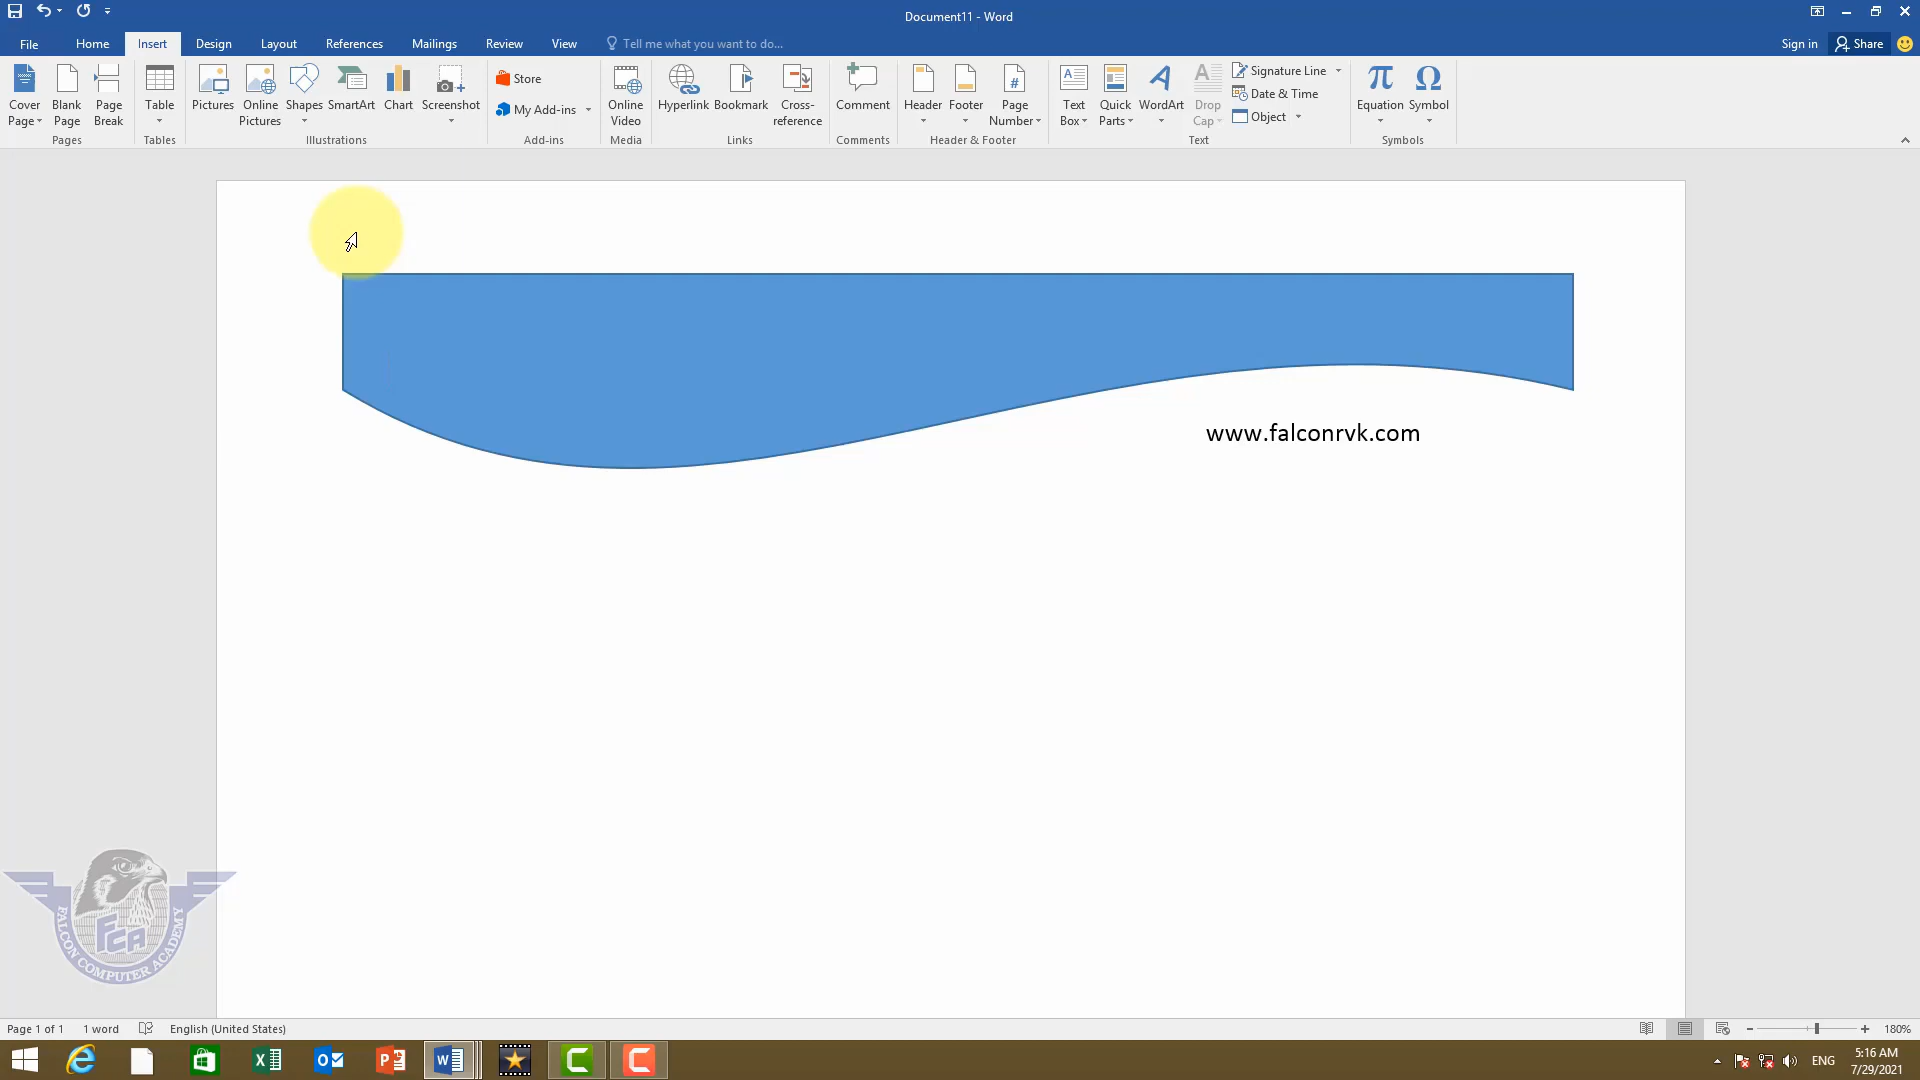 Document11 - Word
File Home Insert Design Layout References Mailings Review View Tell me what you want to do... Sign in Share
Cover Page
Blank Page
Page Break
Table
Pictures
Online Pictures
Shapes
SmartArt
Chart
Screenshot
Store
My Add-ins
Online Video
Hyperlink
Bookmark
Cross-reference
Comment
Header
Footer
Page Number
Text Box
Quick Parts
WordArt
Drop Cap
Signature Line
Date & Time
Object
Equation
Symbol
Pages Tables Illustrations Add-ins Media Links Comments Header & Footer Text Symbols
www.falconrvk.com
FCA
FALCON COMPUTER ACADEMY
Page 1 of 1 1 word English (United States) 180%
ENG
5:16 AM
7/29/2021